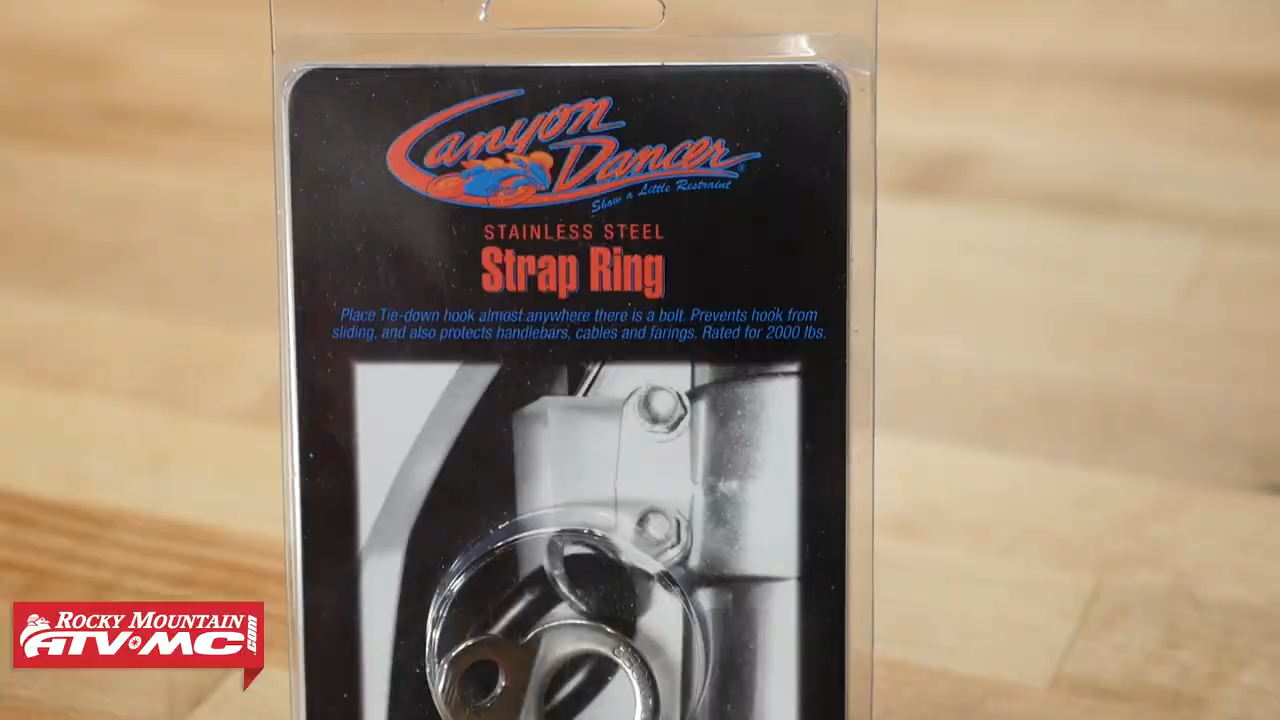 Canyon
Dancer®
Show a Little Restraint
STAINLESS STEEL
Strap Ring
Place Tie-down hook almost anywhere there is a bolt. Prevents hook from
sliding, and also protects handlebars, cables and farings. Rated for 2000 lbs.
ROCKY MOUNTAIN
ATV MC.com